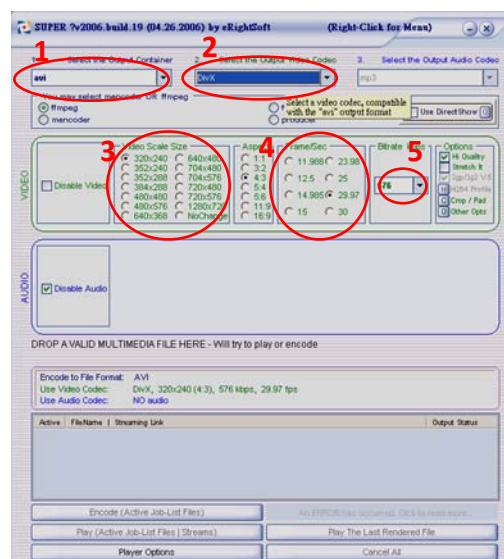 SUPER ?v2006.build.19 (04.26.2006) by eRightSoft (Right-Click for Menu)
1 2 Select the Output Container 2. Select the Output Video Codec 3. Select the Output Audio Codec
avi DivX mp3
You may select mencoder OR ffmpeg
ffmpeg
mencoder producer
Select a video codec, compatible
with the "avi" output format
Use DirectShow
VIDEO
Disable Video
3 Video Scale Size
320x240 640x480
352x240 704x480
352x288 704x576
384x288 720x480
480x480 720x576
480x576 1280x720
640x368 NoChange
Aspect
1:1
3:2
4:3
5:4
5:6
11:9
16:9
4 Frame/Sec
11.988 23.98
12.5 25
14.985 29.97
15 30
5 Bitrate
576
Options
Hi Quality
Stretch It
H264 Profile
Crop / Pad
Other Opts
AUDIO
Disable Audio
DROP A VALID MULTIMEDIA FILE HERE - Will try to play or encode
Encode to File Format: AVI
Use Video Codec: DivX, 320x240 (4:3), 576 kbps, 29.97 fps
Use Audio Codec: NO audio
Active FileName | Streaming Link Output Status
Encode (Active Job-List Files) An ERROR has occurred. Click to read more...
Play (Active Job-List Files | Streams) Play The Last Rendered File
Player Options Cancel All